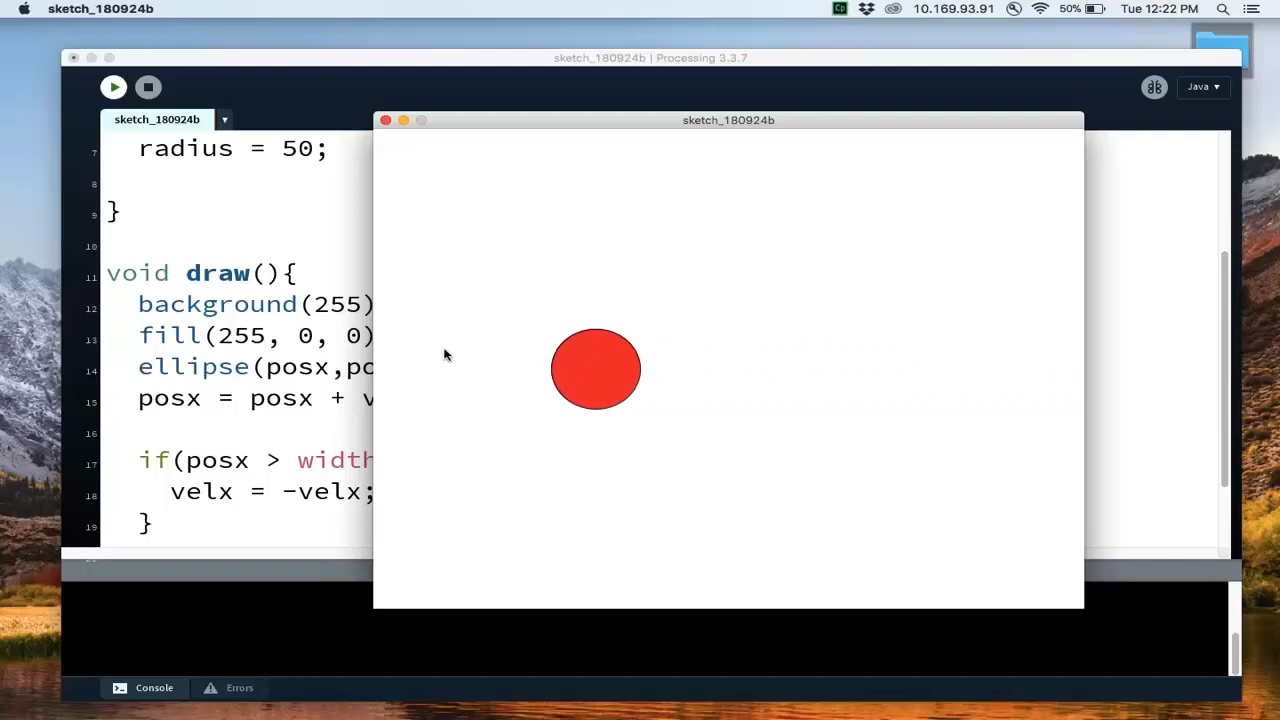 sketch_180924b
10.169.93.91
50%
Tue 12:22 PM
sketch_180924b | Processing 3.3.7
Java ▾
sketch_180924b
▾
sketch_180924b
7 radius = 50;
8
9 }
10
11 void draw(){
12 background(255)
13 fill(255, 0, 0)
14 ellipse(posx,po
15 posx = posx +
16
17 if(posx > width
18 velx = -velx;
19 }
Console
Errors